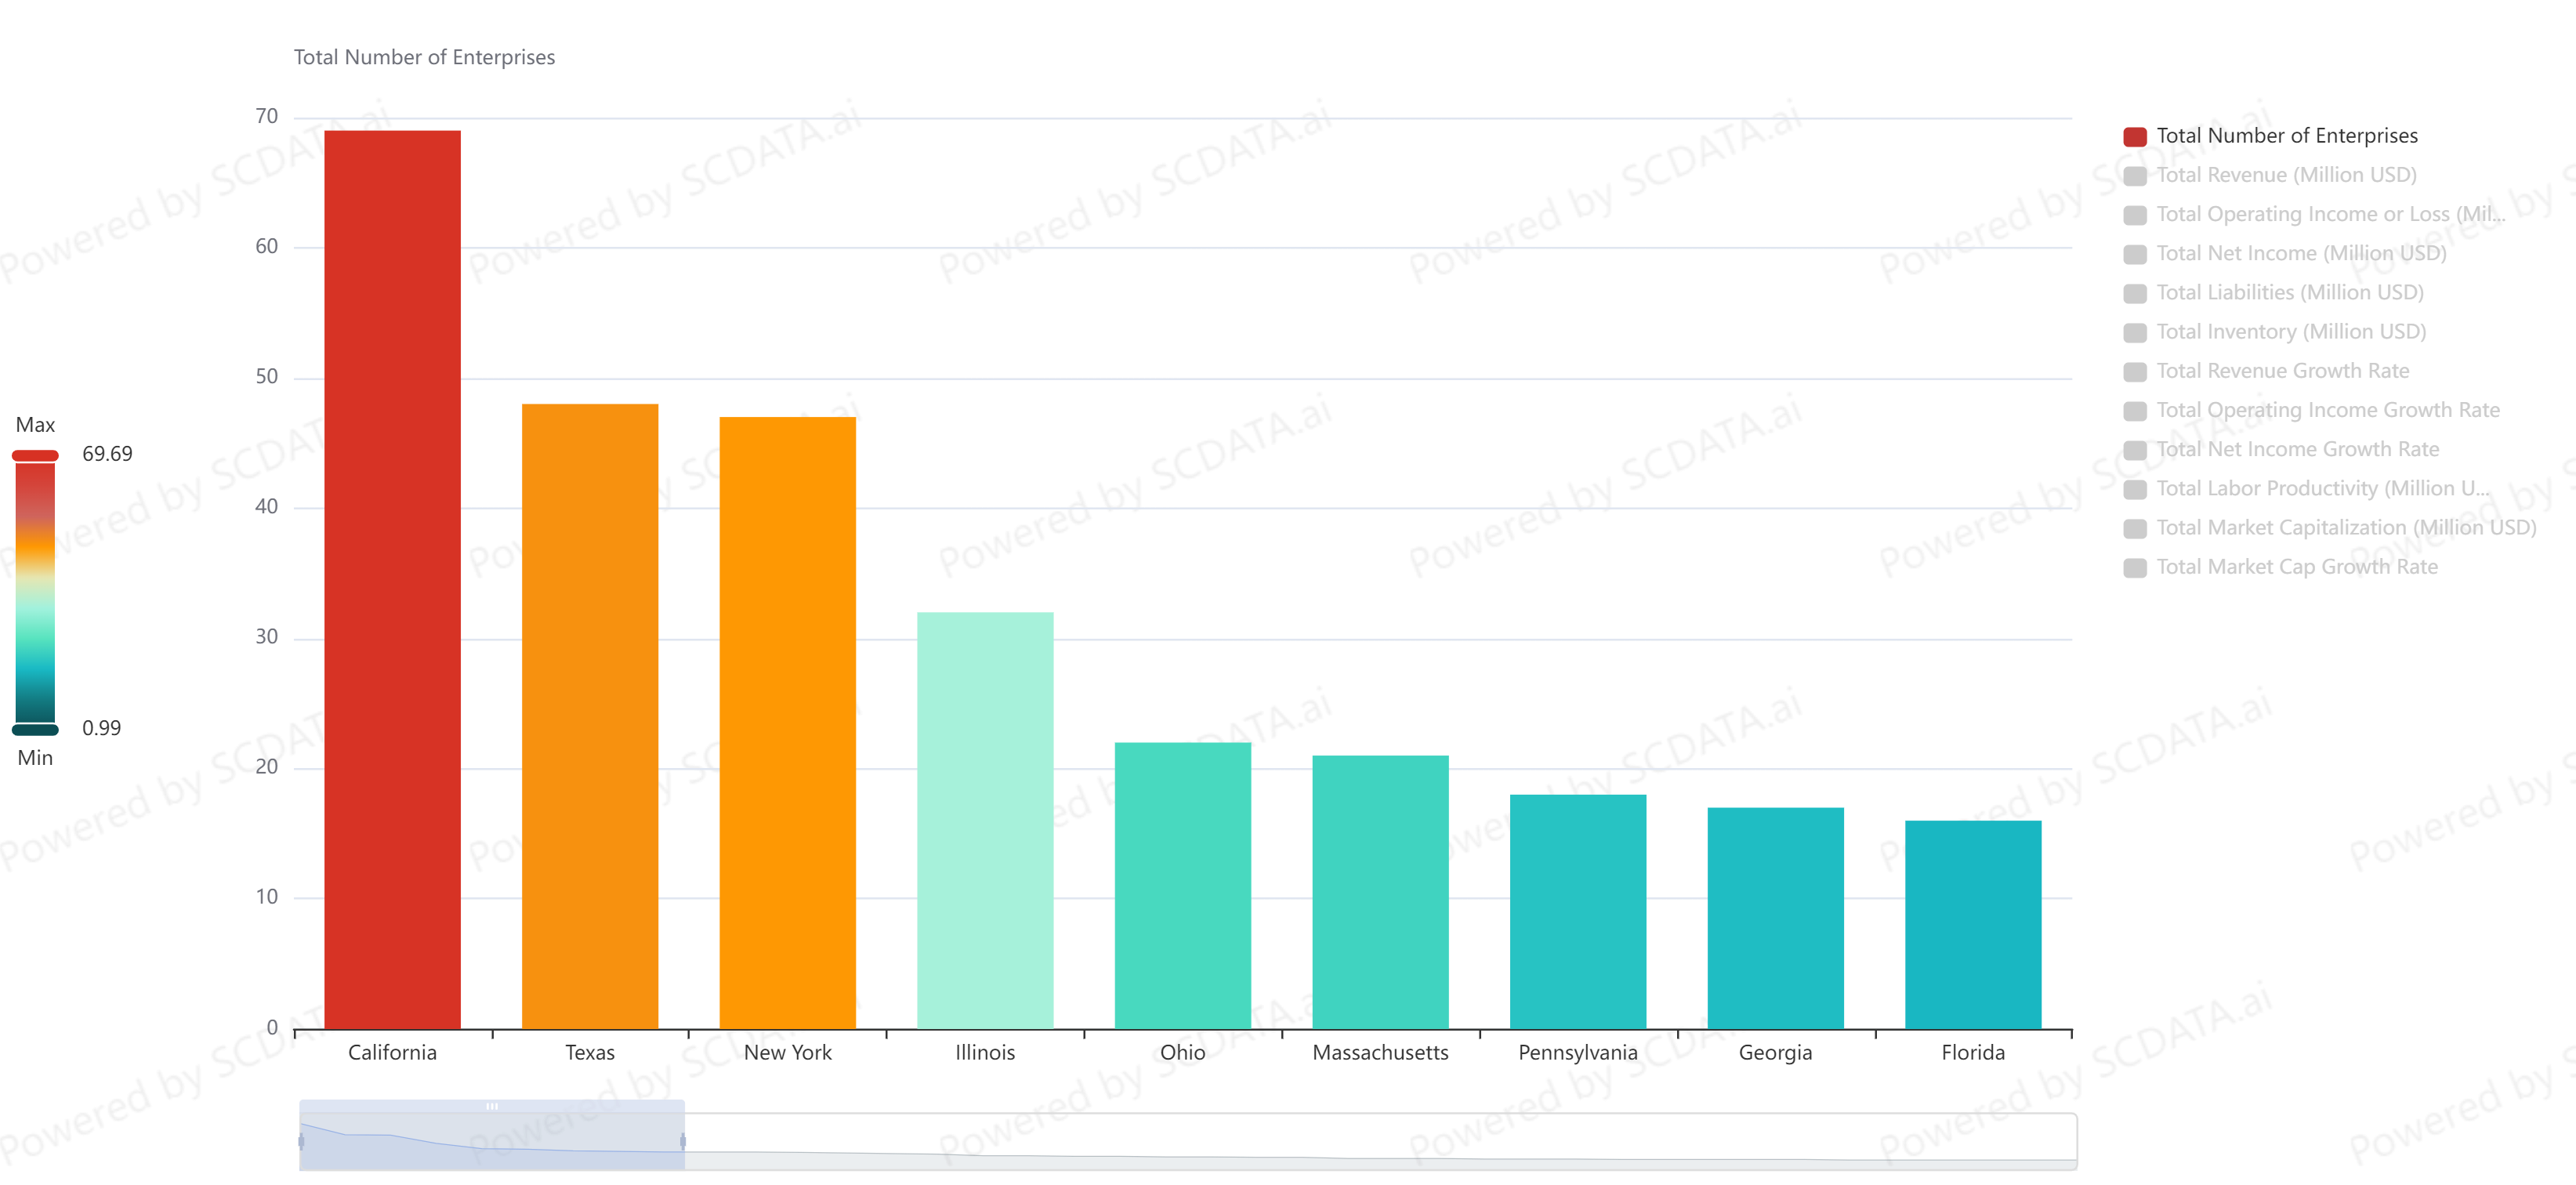 Total Number of Enterprises
70
60
50
40
30
20
10
0
California
Texas
New York
Illinois
Ohio
Massachusetts
Pennsylvania
Georgia
Florida
Max
69.69
0.99
Min
Total Number of Enterprises
Total Revenue (Million USD)
Total Operating Income or Loss (Mil...
Total Net Income (Million USD)
Total Liabilities (Million USD)
Total Inventory (Million USD)
Total Revenue Growth Rate
Total Operating Income Growth Rate
Total Net Income Growth Rate
Total Labor Productivity (Million U...
Total Market Capitalization (Million USD)
Total Market Cap Growth Rate
Powered by SCDATA.ai